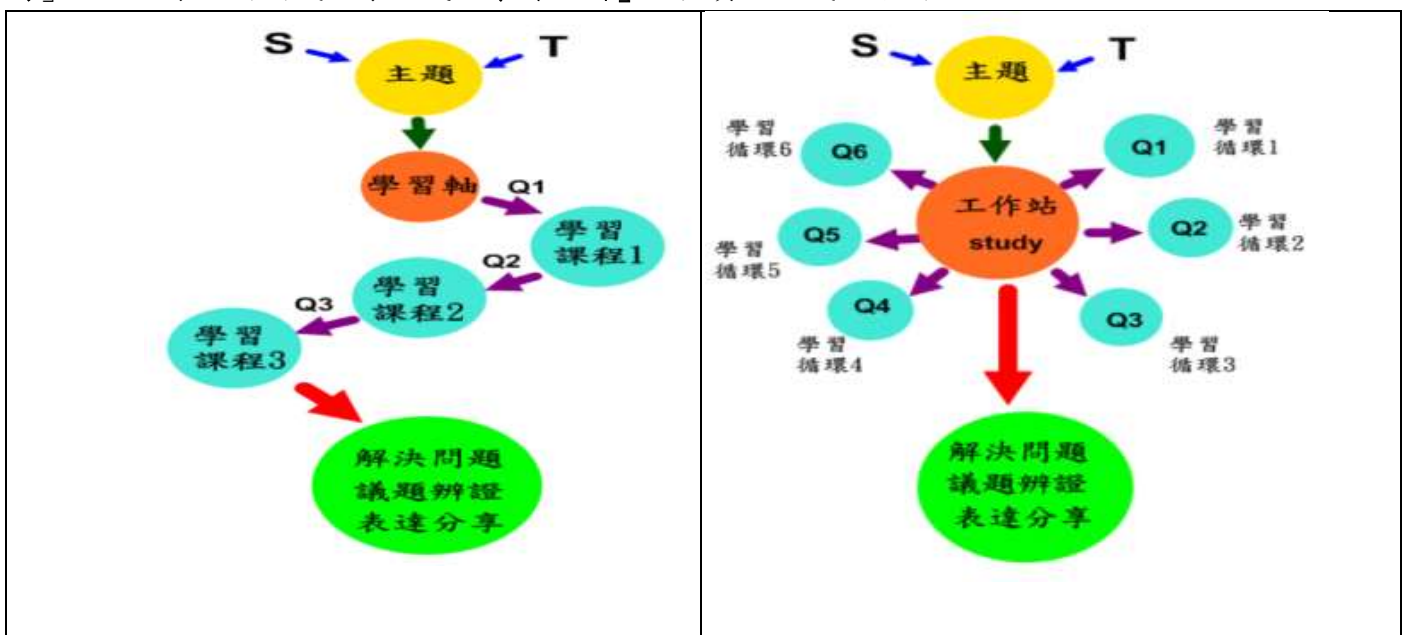 S
T
主題
學習軸
Q1
學習
課程1
Q2
學習
課程2
Q3
學習
課程3
解決問題
議題辨證
表達分享
S
T
主題
學習
循環6
Q6
Q1
學習
循環1
工作站
study
Q5
學習
循環5
Q2
學習
循環2
Q4
學習
循環4
Q3
學習
循環3
解決問題
議題辨證
表達分享